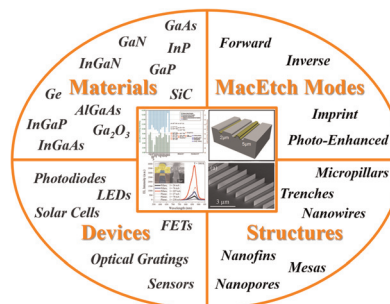 GaAs
GaN
InP
InGaN
GaP
Materials
Ge
SiC
AlGaAs
InGaP
Ga₂O₃
InGaAs
Forward
Inverse
MacEtch Modes
Imprint
Photo-Enhanced
Photodiodes
LEDs
Solar Cells
FETs
Devices
Optical Gratings
Sensors
Micropillars
Trenches
Nanowires
Structures
Nanofins
Mesas
Nanopores
3 μm